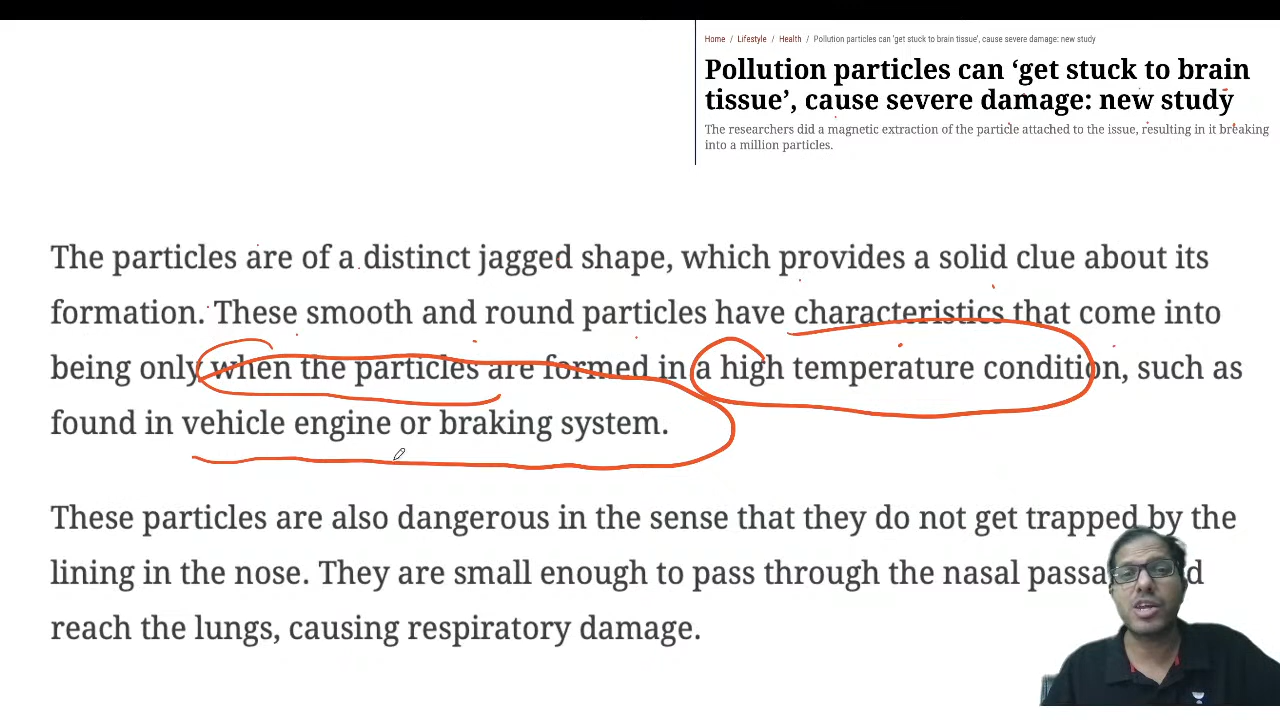 Home / Lifestyle / Health / Pollution particles can 'get stuck to brain tissue', cause severe damage: new study
Pollution particles can ‘get stuck to brain
tissue’, cause severe damage: new study
The researchers did a magnetic extraction of the particle attached to the issue, resulting in it breaking
into a million particles.
The particles are of a distinct jagged shape, which provides a solid clue about its
formation. These smooth and round particles have characteristics that come into
being only when the particles are formed in a high temperature condition, such as
found in vehicle engine or braking system.
These particles are also dangerous in the sense that they do not get trapped by the
lining in the nose. They are small enough to pass through the nasal
reach the lungs, causing respiratory damage.